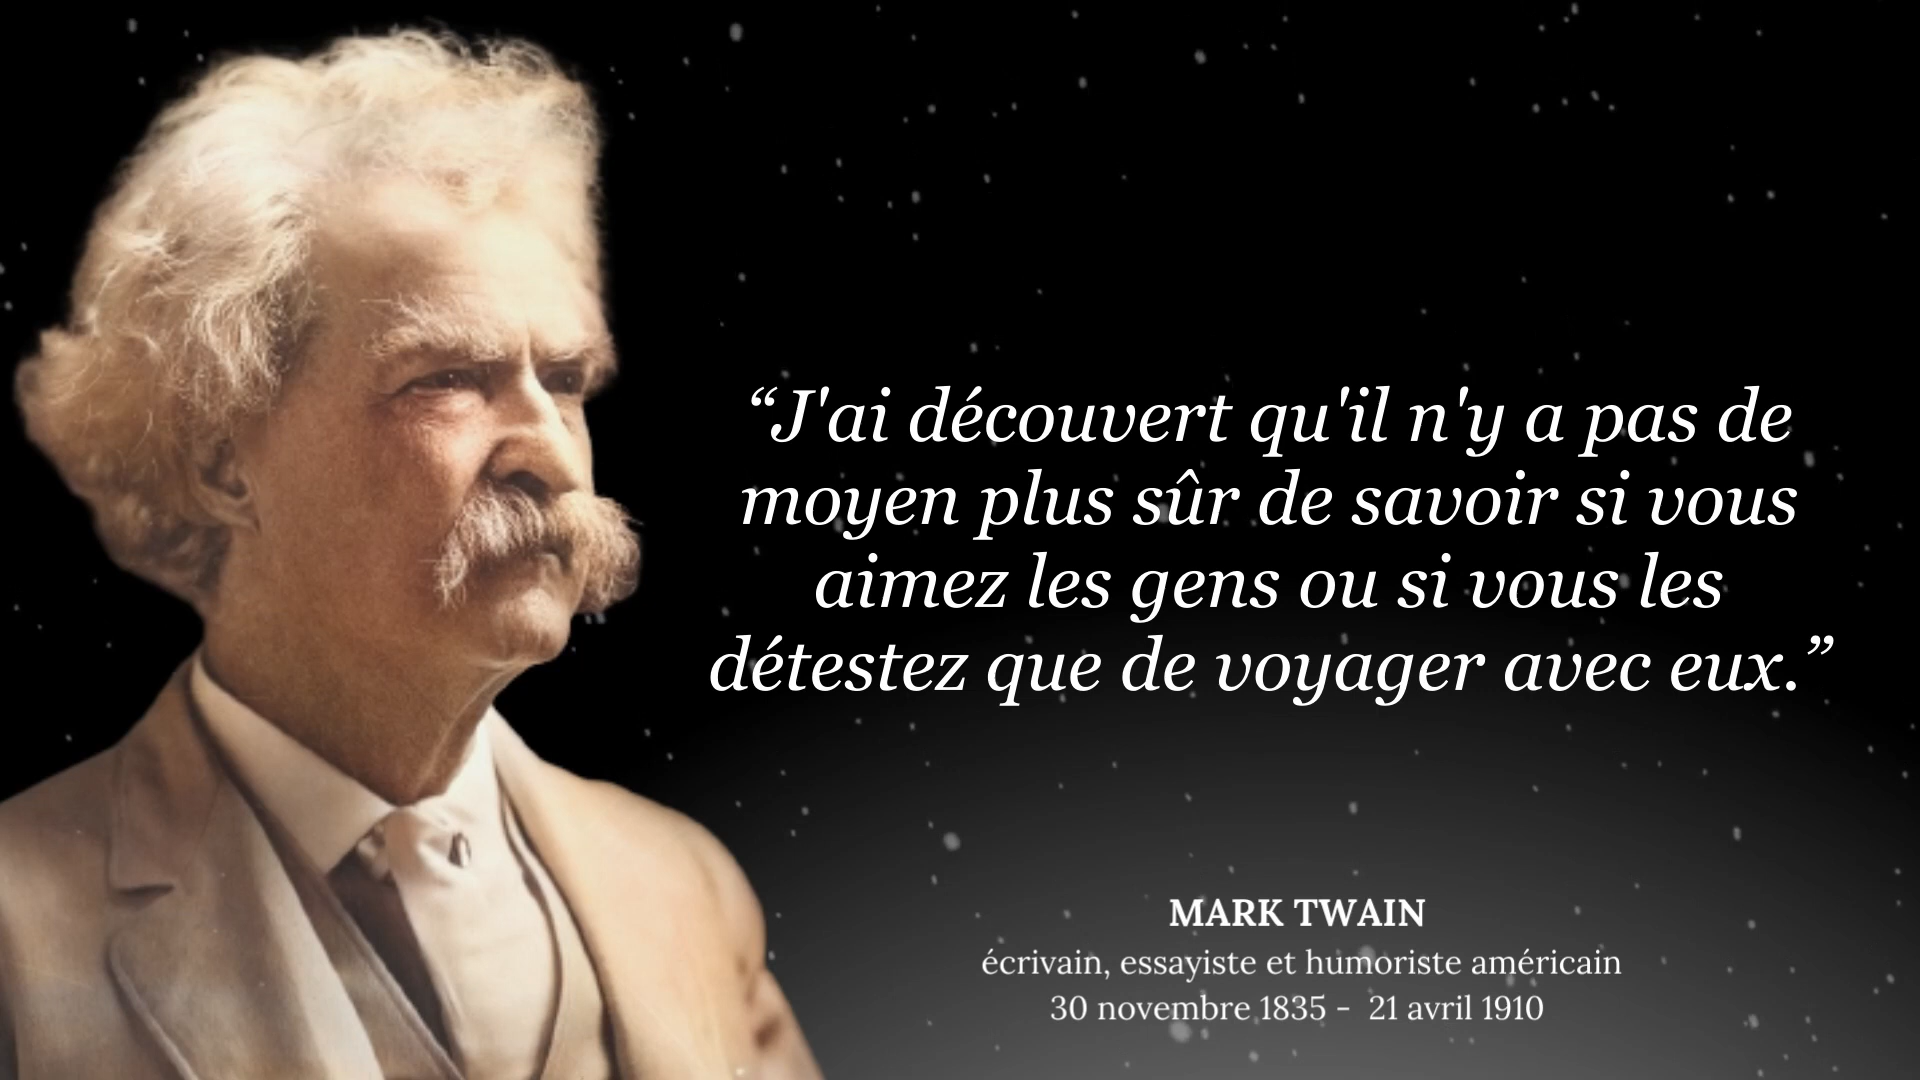 “J'ai découvert qu'il n'y a pas de
moyen plus sûr de savoir si vous
aimez les gens ou si vous les
détestez que de voyager avec eux.”
MARK TWAIN
écrivain, essayiste et humoriste américain
30 novembre 1835 - 21 avril 1910